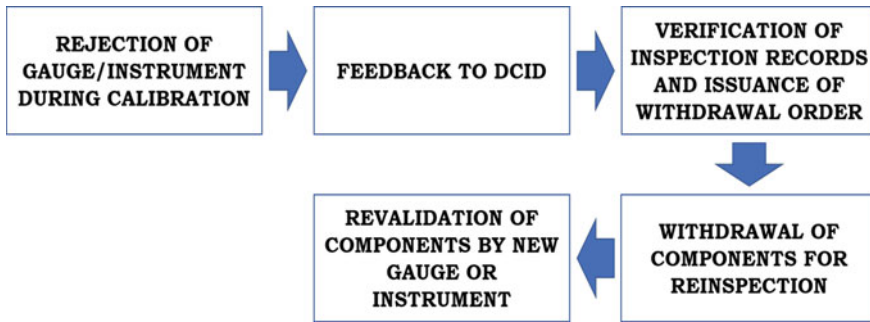 REJECTION OF
GAUGE/INSTRUMENT
DURING CALIBRATION
FEEDBACK TO DCID
VERIFICATION OF
INSPECTION RECORDS
AND ISSUANCE OF
WITHDRAWAL ORDER
WITHDRAWAL OF
COMPONENTS FOR
REINSPECTION
REVALIDATION OF
COMPONENTS BY NEW
GAUGE OR
INSTRUMENT